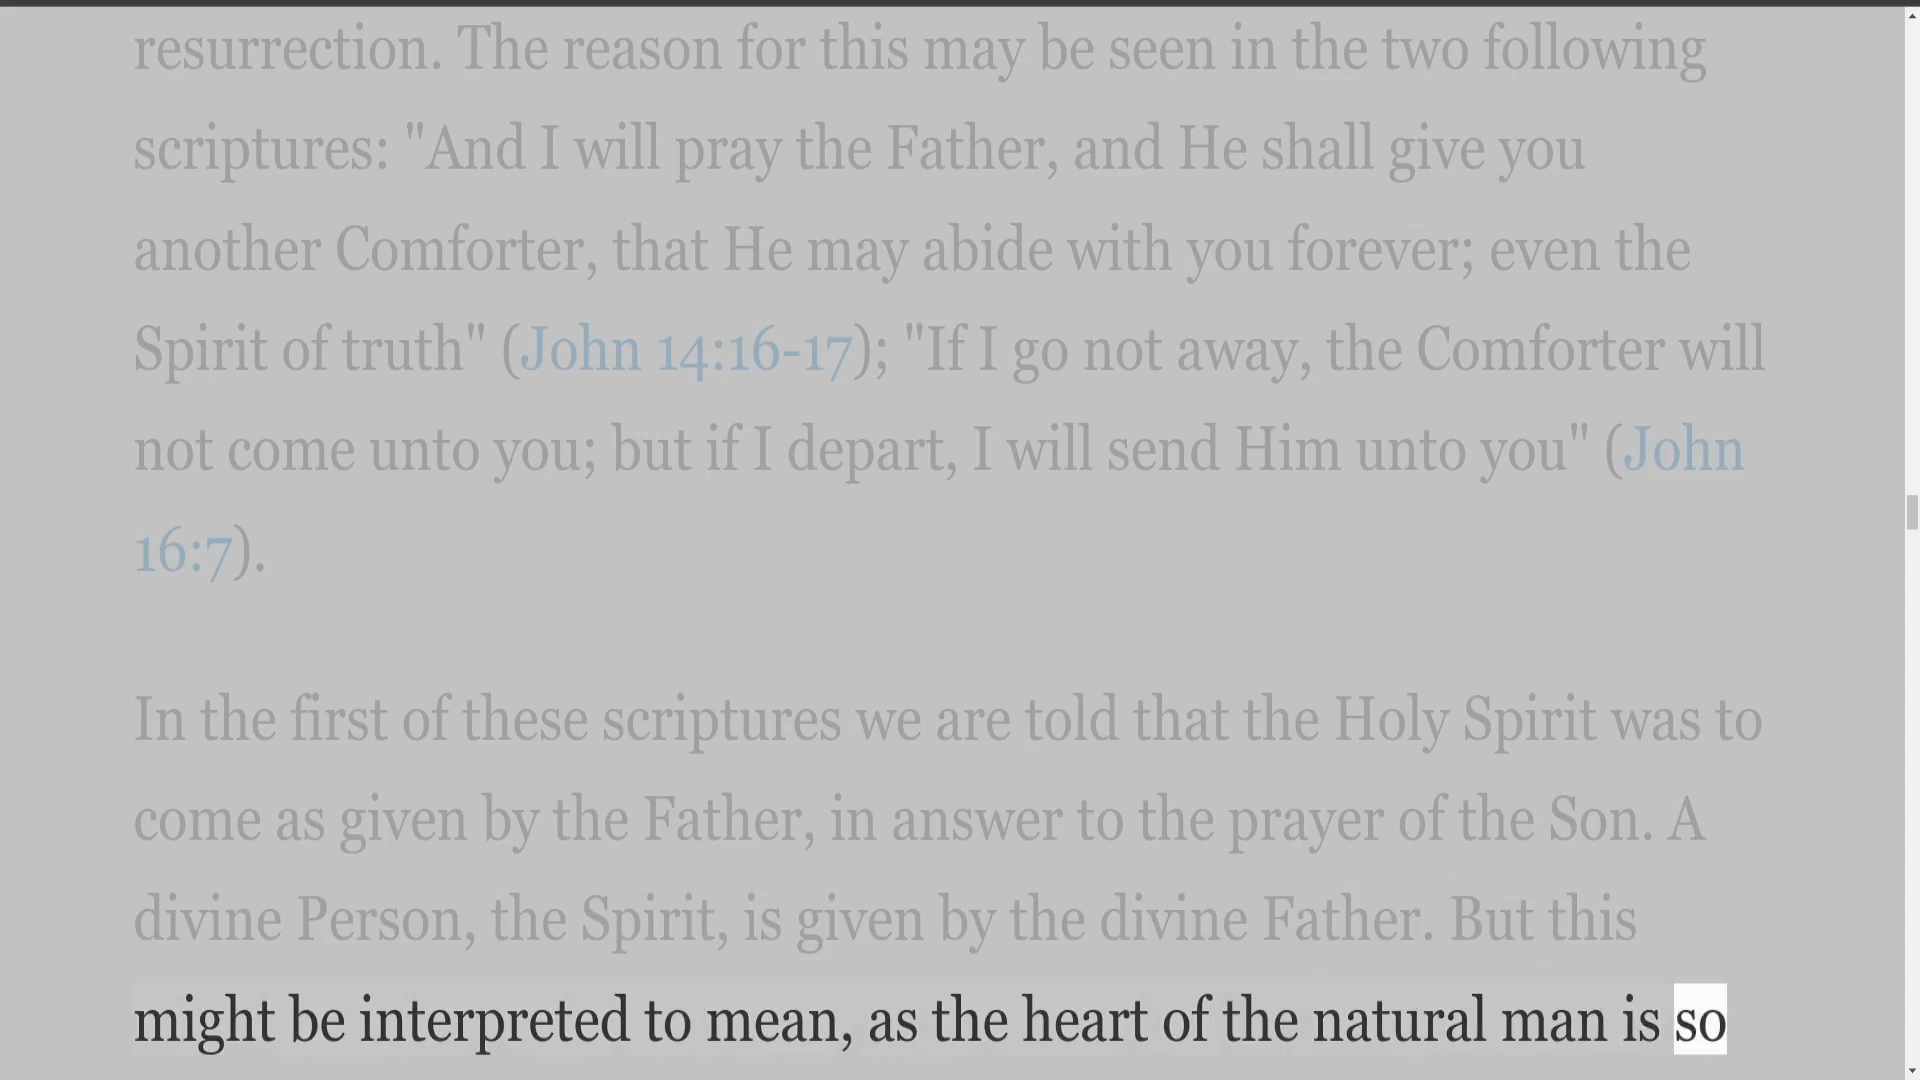 resurrection. The reason for this may be seen in the two following
scriptures: "And I will pray the Father, and He shall give you
another Comforter, that He may abide with you forever; even the
Spirit of truth" (John 14:16-17); "If I go not away, the Comforter will
not come unto you; but if I depart, I will send Him unto you" (John
16:7).
In the first of these scriptures we are told that the Holy Spirit was to
come as given by the Father, in answer to the prayer of the Son. A
divine Person, the Spirit, is given by the divine Father. But this
might be interpreted to mean, as the heart of the natural man is so